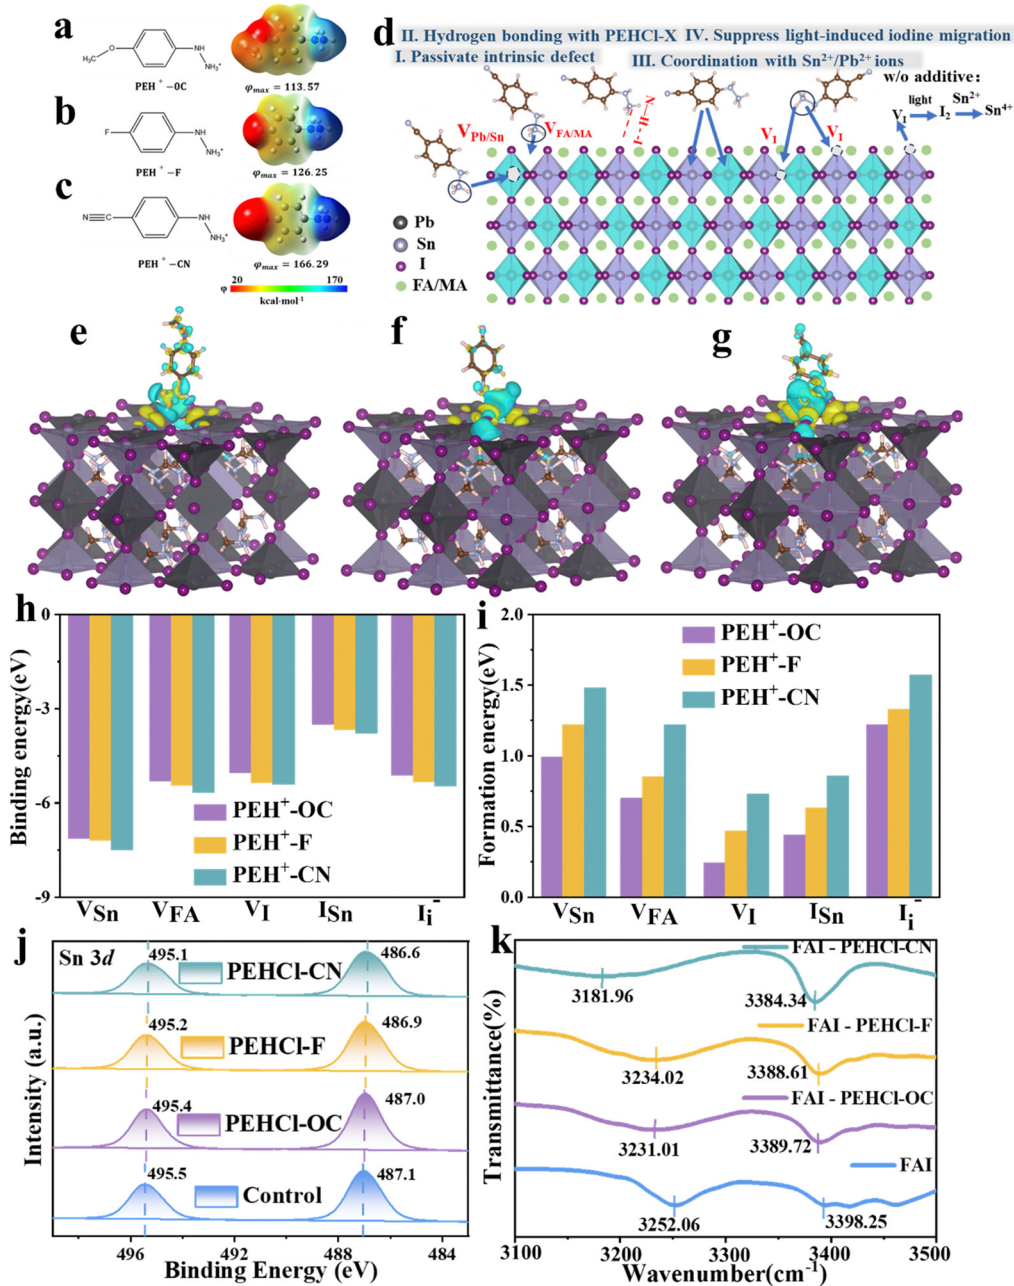 a
O
H₃C
NH
NH₃⁺
PEH⁺-OC
φmax = 113.57
b
F
NH
NH₃⁺
PEH⁺-F
φmax = 126.25
c
N
NH
NH₃⁺
PEH⁺-CN
φmax = 166.29
φ 20 170
kcal·mol⁻¹
d
II. Hydrogen bonding with PEHCl-X IV. Suppress light-induced iodine migration
I. Passivate intrinsic defect
III. Coordination with Sn²⁺/Pb²⁺ ions
w/o additive:
V_I light I₂ Sn²⁺ Sn⁴⁺
V_Pb/Sn
V_FA/MA
I---H—N
V_I
V_I
Pb
Sn
I
FA/MA
e
f
g
h
Binding energy(eV)
0
-3
-6
-9
PEH⁺-OC
PEH⁺-F
PEH⁺-CN
V_Sn V_FA V_I I_Sn I_i⁻
i
Formation energy(eV)
2.0
1.5
1.0
0.5
0.0
PEH⁺-OC
PEH⁺-F
PEH⁺-CN
V_Sn V_FA V_I I_Sn I_i⁻
j
Sn 3d
Intensity (a.u.)
495.1 PEHCl-CN 486.6
495.2 PEHCl-F 486.9
495.4 PEHCl-OC 487.0
495.5 Control 487.1
496 492 488 484
Binding Energy (eV)
k
Transmittance(%)
FAI - PEHCl-CN
3181.96 3384.34
FAI - PEHCl-F
3234.02 3388.61
FAI - PEHCl-OC
3231.01 3389.72
FAI
3252.06 3398.25
3100 3200 3300 3400 3500
Wavenumber(cm⁻¹)